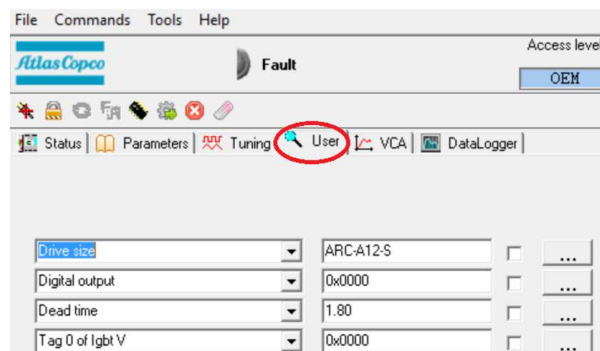 File Commands Tools Help
Atlas Copco Fault Access level
OEM
Status Parameters Tuning User VCA DataLogger
Drive size ARC-A12-S ...
Digital output 0x0000 ...
Dead time 1.80 ...
Tag 0 of Igbt V 0x0000 ...